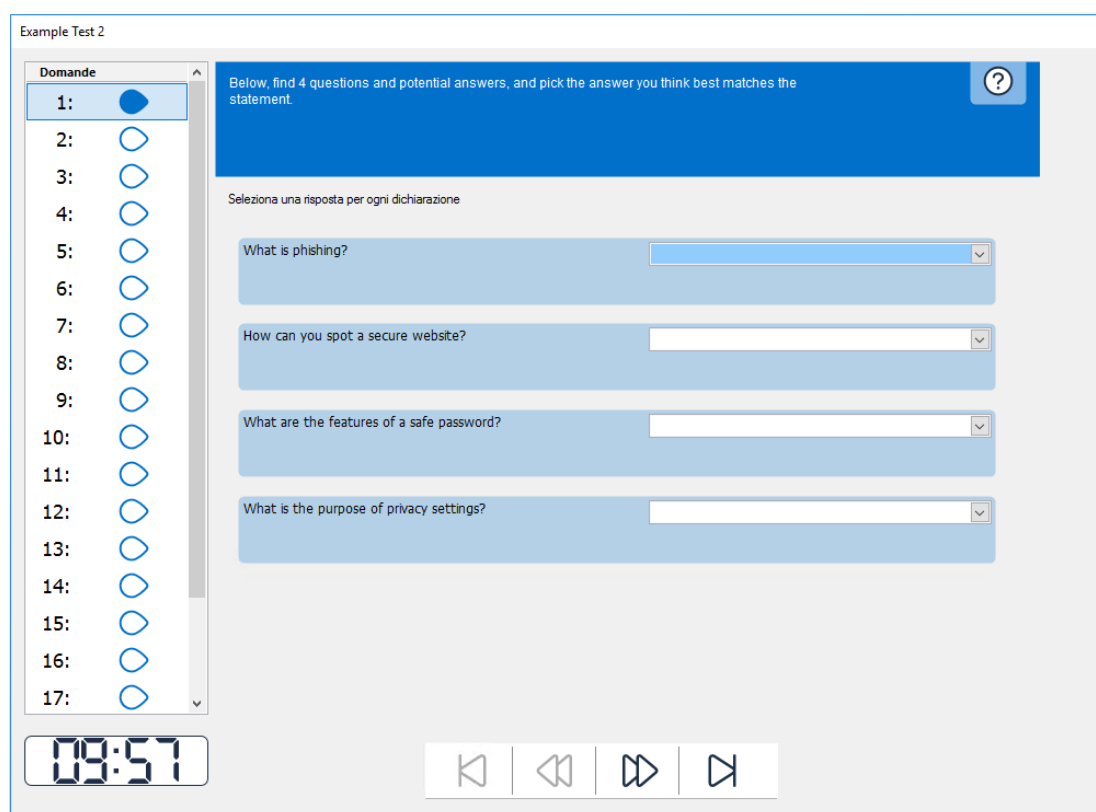 Example Test 2
Domande
1:
2:
3:
4:
5:
6:
7:
8:
9:
10:
11:
12:
13:
14:
15:
16:
17:
09:57
Below, find 4 questions and potential answers, and pick the answer you think best matches the
statement.
?
Seleziona una risposta per ogni dichiarazione
What is phishing?
How can you spot a secure website?
What are the features of a safe password?
What is the purpose of privacy settings?